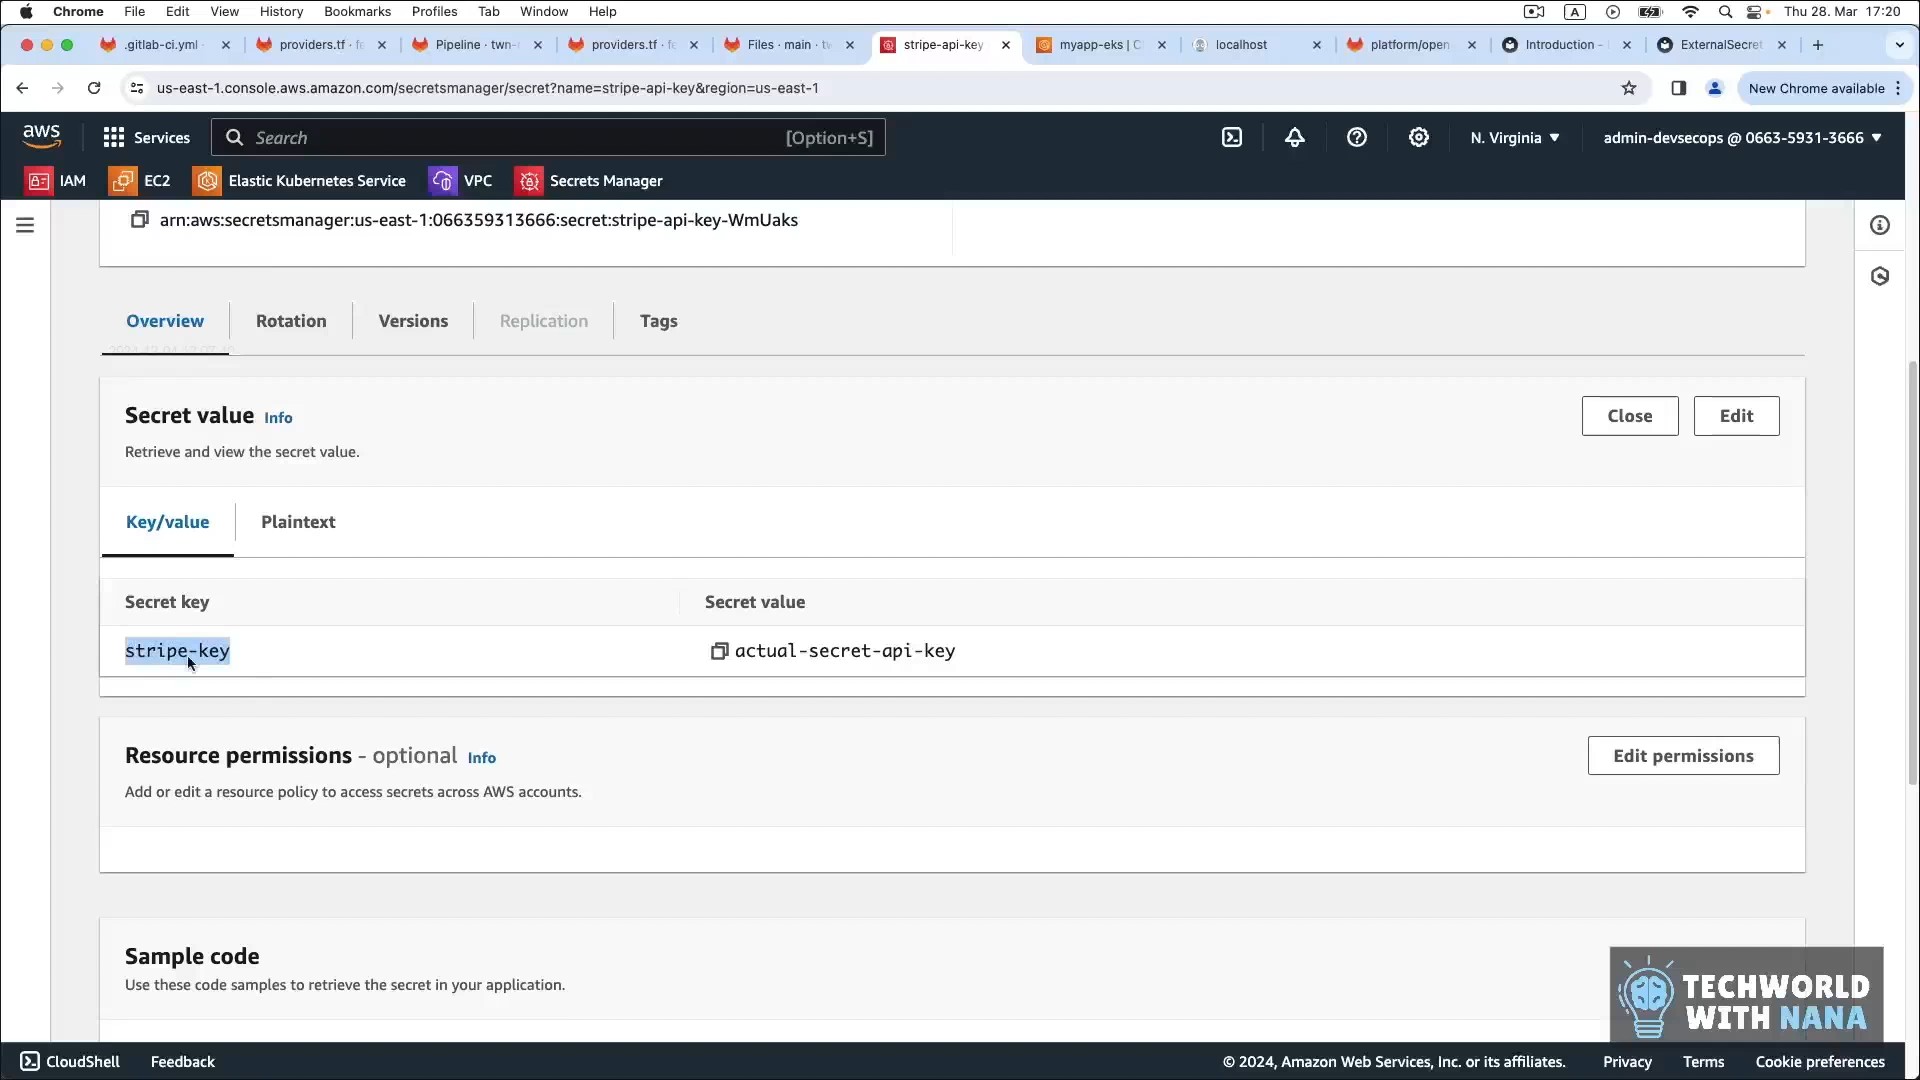 Chrome File Edit View History Bookmarks Profiles Tab Window Help A Thu 28. Mar 17:20
.gitlab-ci.yml providers.tf · fe Pipeline · twn- providers.tf · fe Files · main · tw stripe-api-key myapp-eks | C localhost platform/open Introduction - ExternalSecret
us-east-1.console.aws.amazon.com/secretsmanager/secret?name=stripe-api-key&region=us-east-1 New Chrome available
aws Services Search [Option+S] N. Virginia admin-devsecops @ 0663-5931-3666
IAM EC2 Elastic Kubernetes Service VPC Secrets Manager
arn:aws:secretsmanager:us-east-1:066359313666:secret:stripe-api-key-WmUaks
Overview Rotation Versions Replication Tags
Secret value Info Close Edit
Retrieve and view the secret value.
Key/value Plaintext
Secret key Secret value
stripe-key actual-secret-api-key
Resource permissions - optional Info Edit permissions
Add or edit a resource policy to access secrets across AWS accounts.
Sample code
Use these code samples to retrieve the secret in your application.
TECHWORLD
WITH NANA
CloudShell Feedback © 2024, Amazon Web Services, Inc. or its affiliates. Privacy Terms Cookie preferences